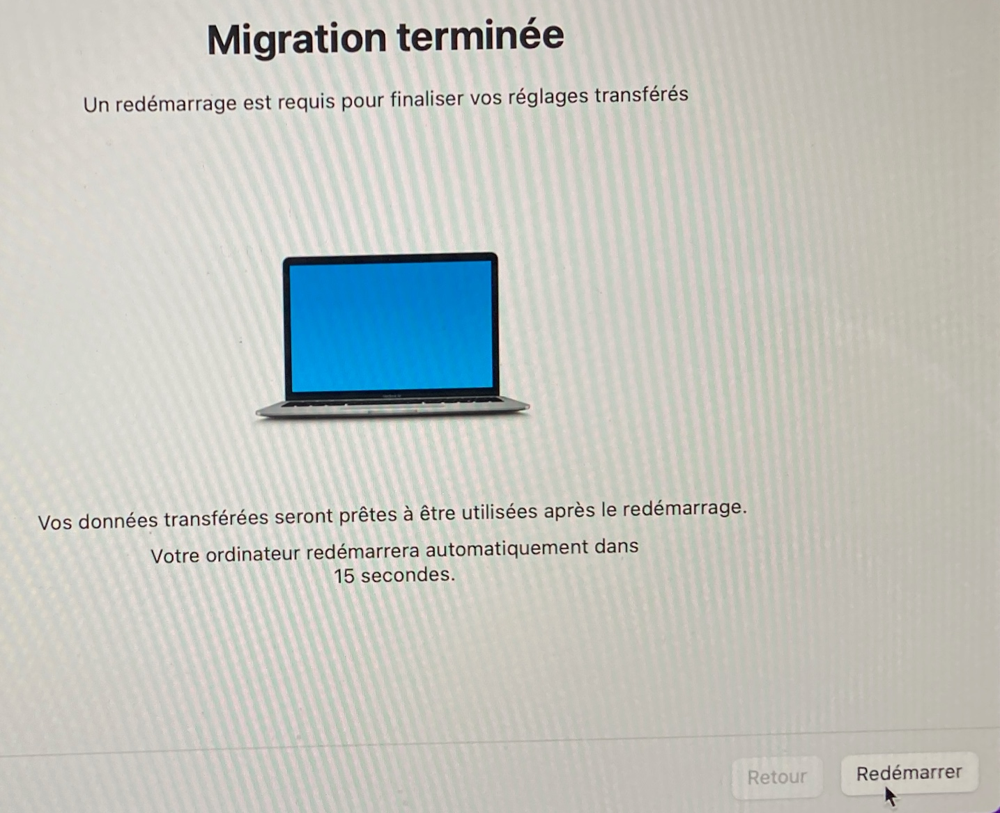 Migration terminée
Un redémarrage est requis pour finaliser vos réglages transférés
Vos données transférées seront prêtes à être utilisées après le redémarrage.
Votre ordinateur redémarrera automatiquement dans
15 secondes.
Retour
Redémarrer